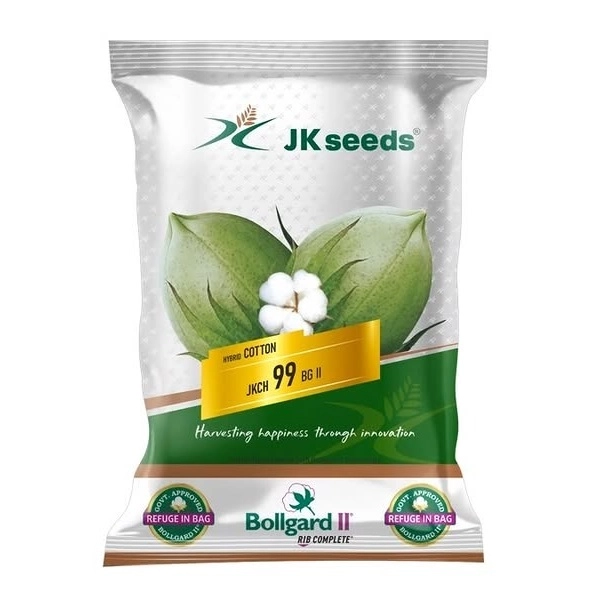 JK seeds®
HYBRID COTTON
JKCH 99 BG II
Harvesting happiness through innovation
GOVT. APPROVED
REFUGE IN BAG
BOLLGARD II®
Bollgard II®
RIB COMPLETE®
GOVT. APPROVED
REFUGE IN BAG
BOLLGARD II®